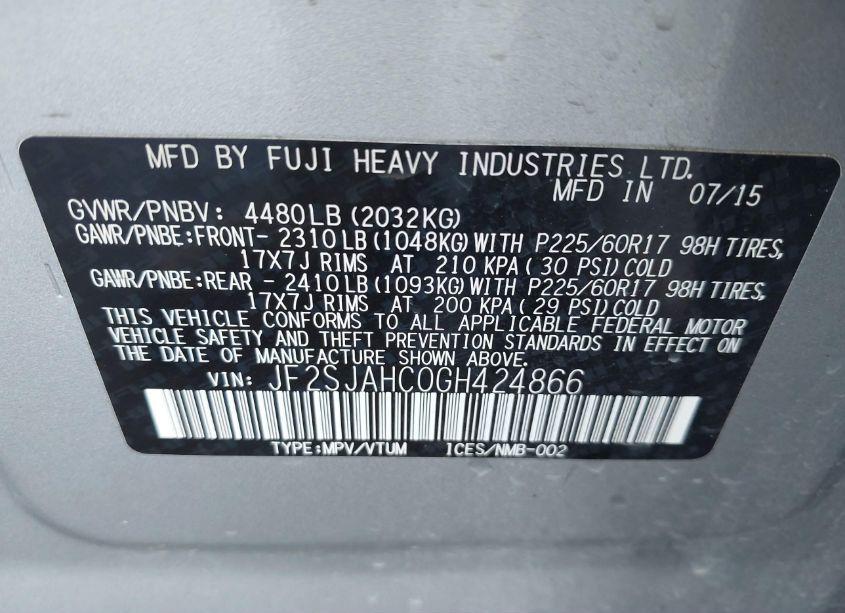 MFD BY FUJI HEAVY INDUSTRIES LTD.
MFD IN 07/15
GVWR/PNBV: 4480LB (2032KG)
GAWR/PNBE:FRONT- 2310LB (1048KG) WITH P225/60R17 98H TIRES,
17X7J RIMS AT 210 KPA ( 30 PSI) COLD
GAWR/PNBE:REAR - 2410LB (1093KG) WITH P225/60R17 98H TIRES,
17X7J RIMS AT 200 KPA ( 29 PSI) COLD
THIS VEHICLE CONFORMS TO ALL APPLICABLE FEDERAL MOTOR
VEHICLE SAFETY AND THEFT PREVENTION STANDARDS IN EFFECT ON
THE DATE OF MANUFACTURE SHOWN ABOVE.
VIN: JF2SJAHC0GH424866
TYPE:MPV/VTUM ICES/NMB-002